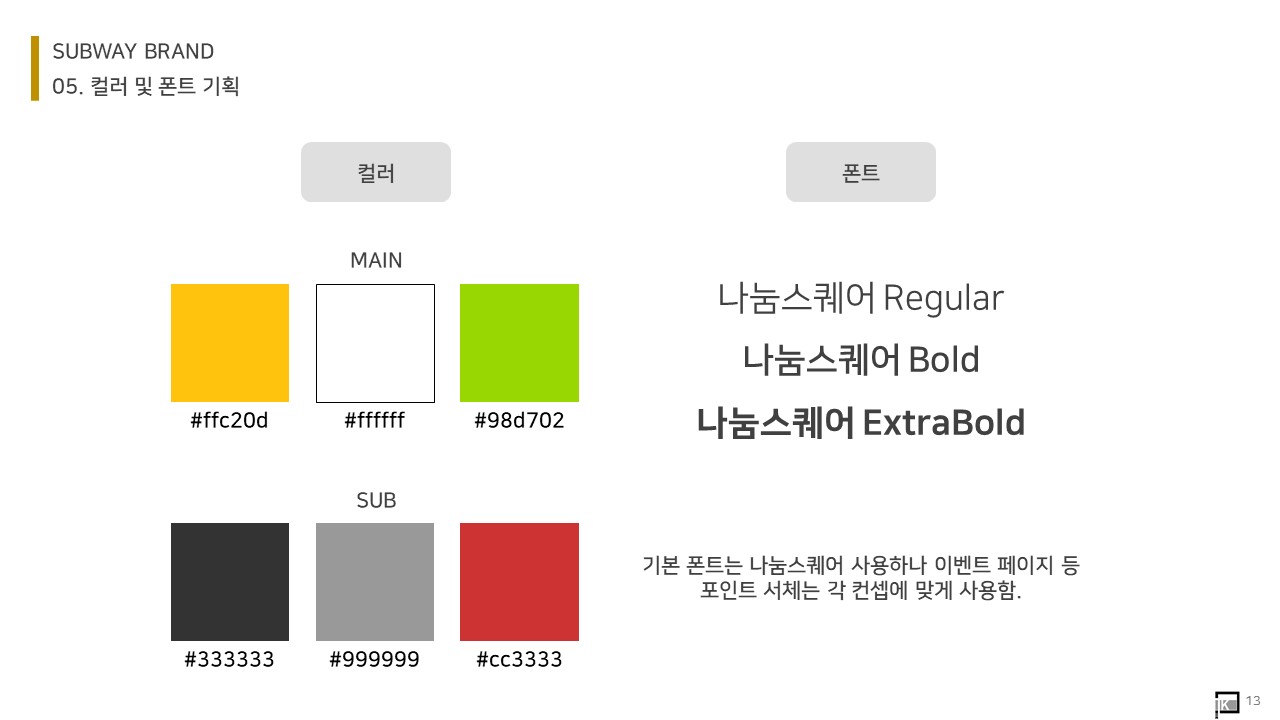 SUBWAY BRAND
05. 컬러 및 폰트 기획
컬러
MAIN
#ffc20d
#ffffff
#98d702
SUB
#333333
#999999
#cc3333
폰트
나눔스퀘어 Regular
나눔스퀘어 Bold
나눔스퀘어 ExtraBold
기본 폰트는 나눔스퀘어 사용하나 이벤트 페이지 등
포인트 서체는 각 컨셉에 맞게 사용함.
13